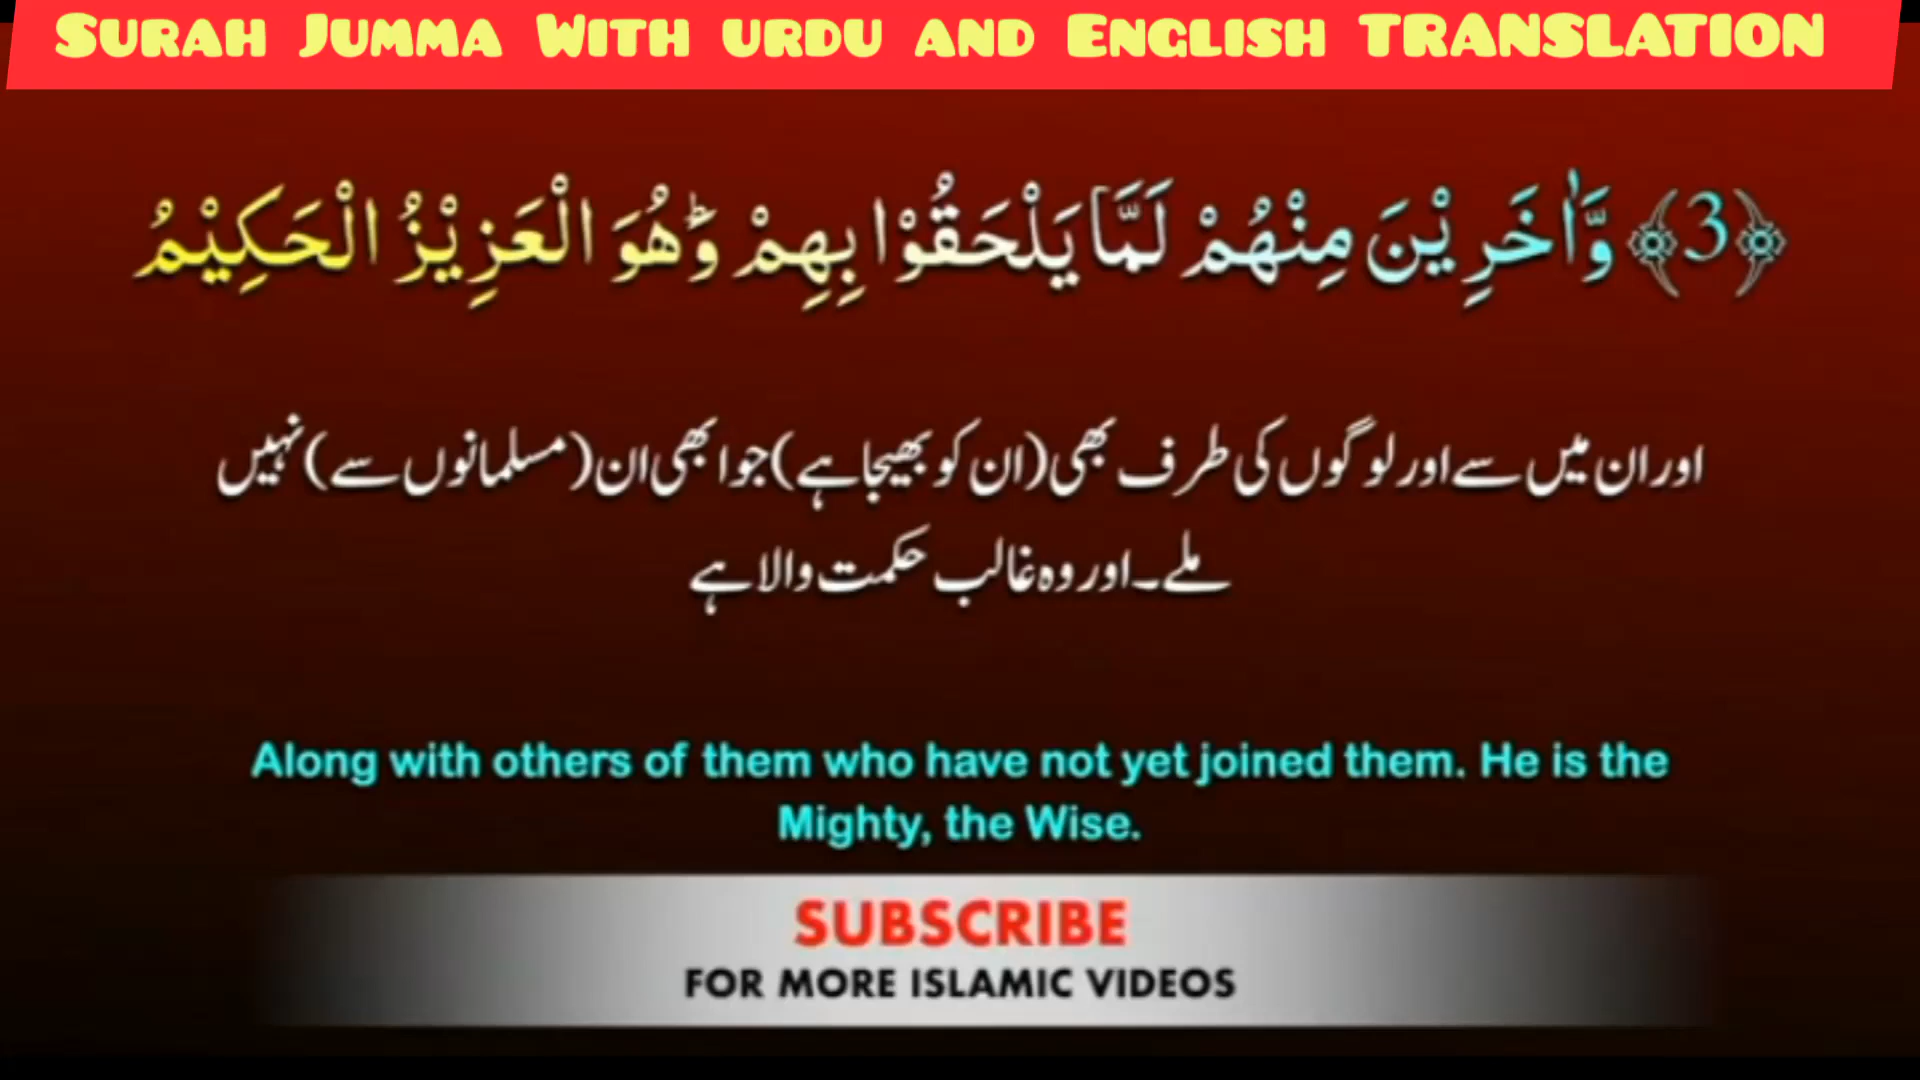 SURAH JUMMA WITH URDU AND ENGLISH TRANSLATION
﴿3﴾ وَّاٰخَرِيْنَ مِنْهُمْ لَمَّا يَلْحَقُوْا بِهِمْ ؕ وَهُوَ الْعَزِيْزُ الْحَكِيْمُ
اور ان میں سے اور لوگوں کی طرف بھی (ان کو بھیجا ہے) جو ابھی ان (مسلمانوں سے) نہیں
ملے۔ اور وہ غالب حکمت والا ہے
Along with others of them who have not yet joined them. He is the
Mighty, the Wise.
SUBSCRIBE
FOR MORE ISLAMIC VIDEOS